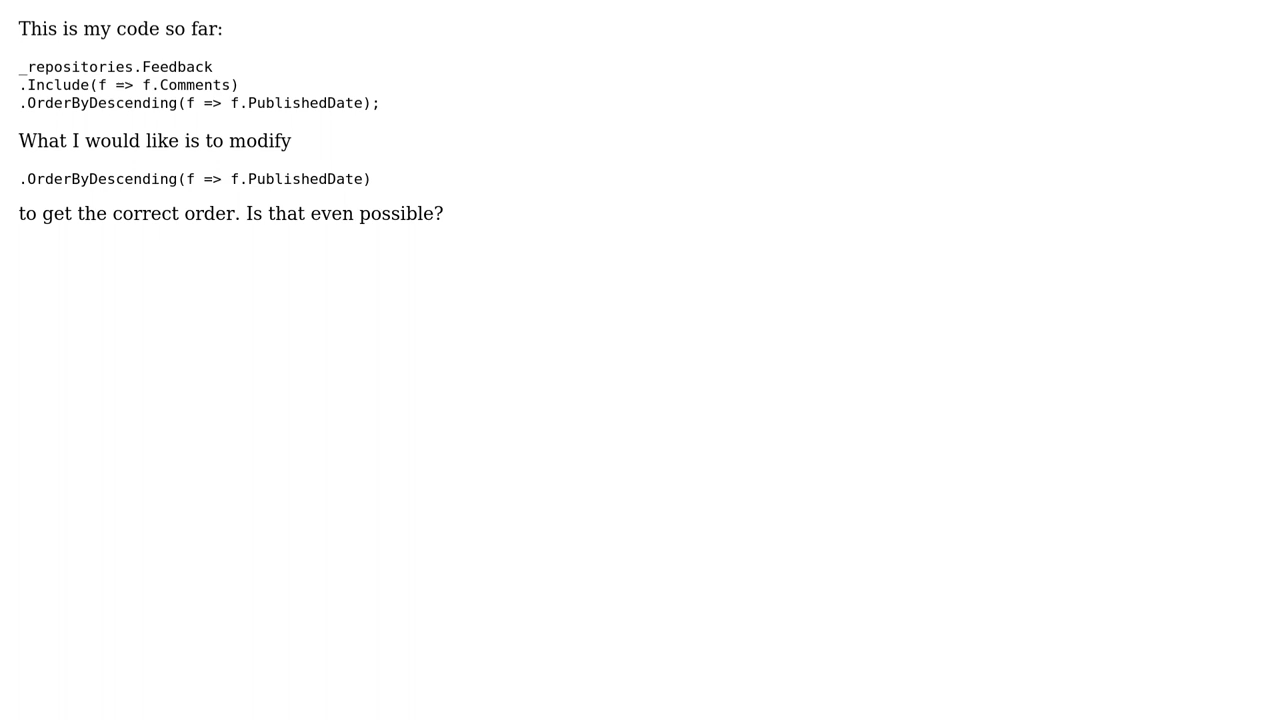 This is my code so far:
_repositories.Feedback
.Include(f => f.Comments)
.OrderByDescending(f => f.PublishedDate);
What I would like is to modify
.OrderByDescending(f => f.PublishedDate)
to get the correct order. Is that even possible?